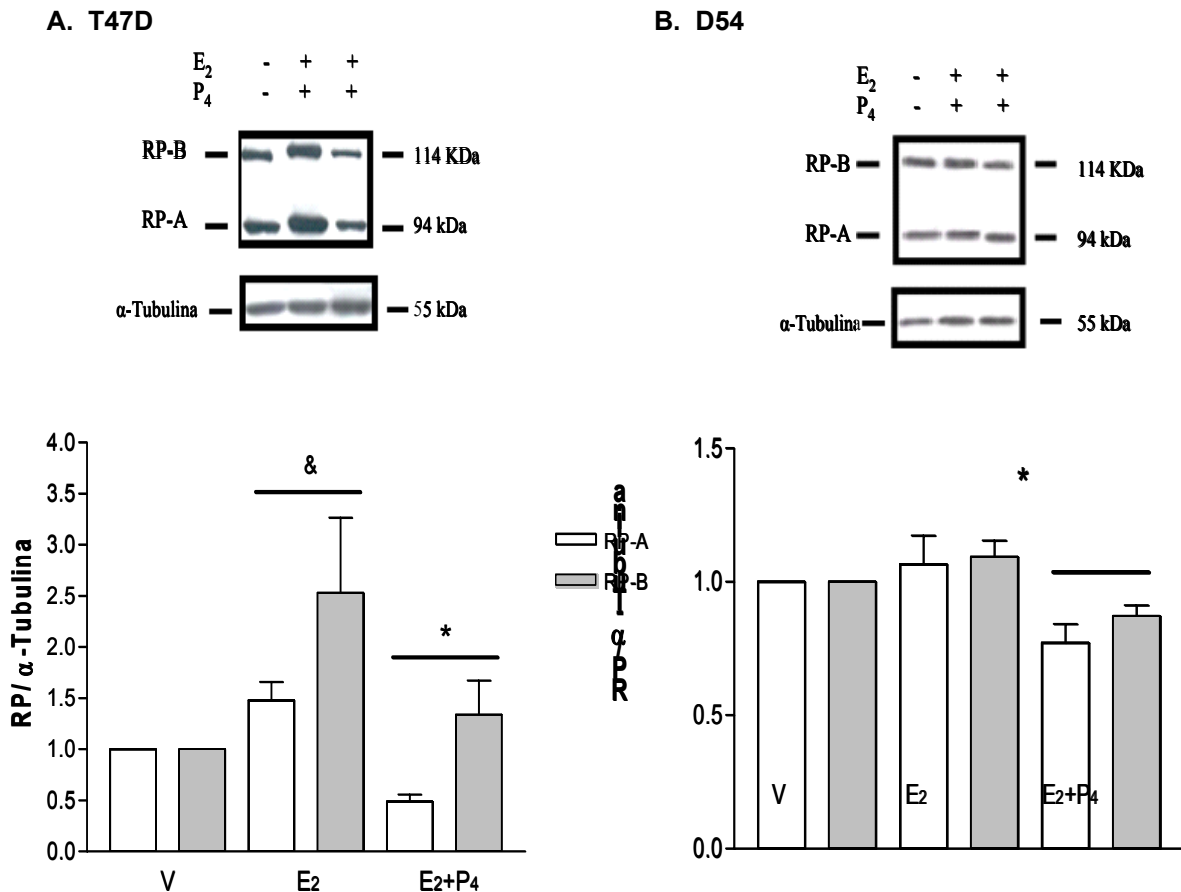 A. T47D
E2 - + +
P4 - + +
RP-B 114 KDa
RP-A 94 kDa
α-Tubulina 55 kDa
4.0
3.5
3.0
2.5
2.0
1.5
1.0
0.5
0.0
RP/α-Tubulina
&
*
V E2 E2+P4
RP-A
RP-B
B. D54
E2 - + +
P4 - + +
RP-B 114 KDa
RP-A 94 kDa
α-Tubulina 55 kDa
RP/α-Tubulina
1.5
1.0
0.5
0.0
*
V E2 E2+P4